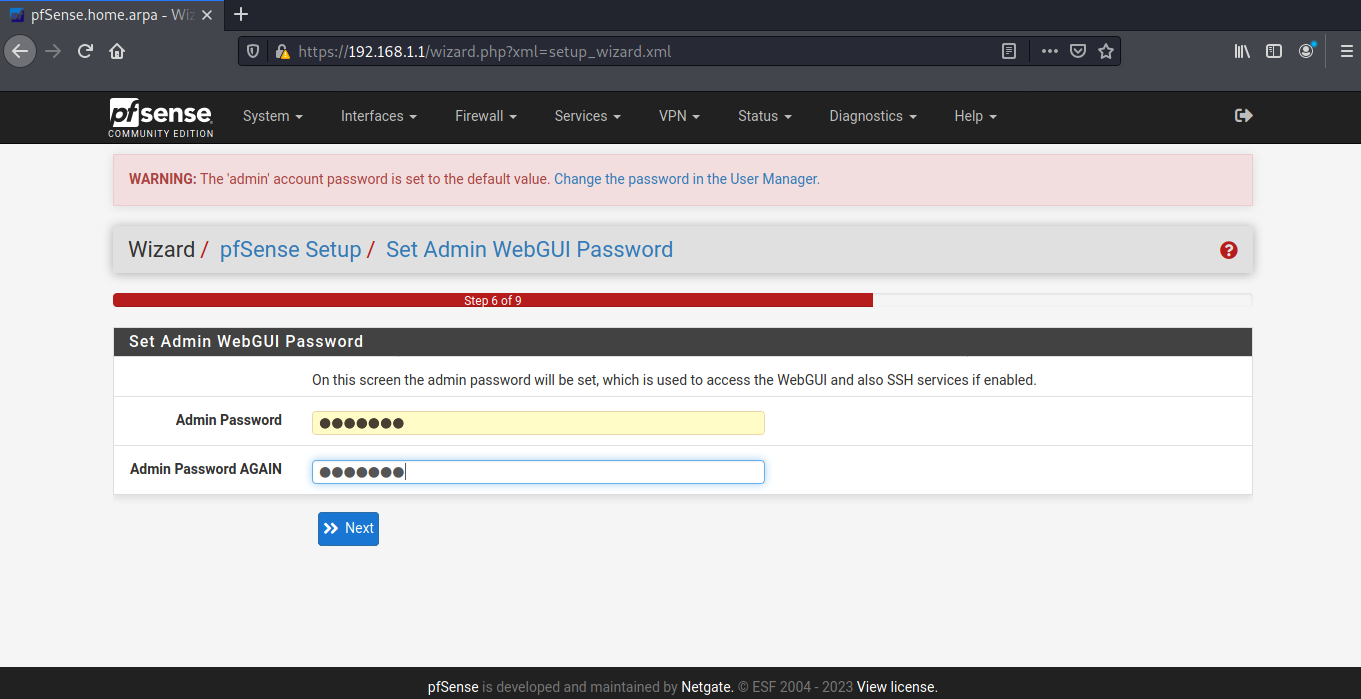 pfSense.home.arpa - Wiz
https://192.168.1.1/wizard.php?xml=setup_wizard.xml
pfsense
COMMUNITY EDITION
System Interfaces Firewall Services VPN Status Diagnostics Help
WARNING: The 'admin' account password is set to the default value. Change the password in the User Manager.
Wizard / pfSense Setup / Set Admin WebGUI Password
Step 6 of 9
Set Admin WebGUI Password
On this screen the admin password will be set, which is used to access the WebGUI and also SSH services if enabled.
Admin Password ●●●●●●●
Admin Password AGAIN ●●●●●●●
Next
pfSense is developed and maintained by Netgate. © ESF 2004 - 2023 View license.